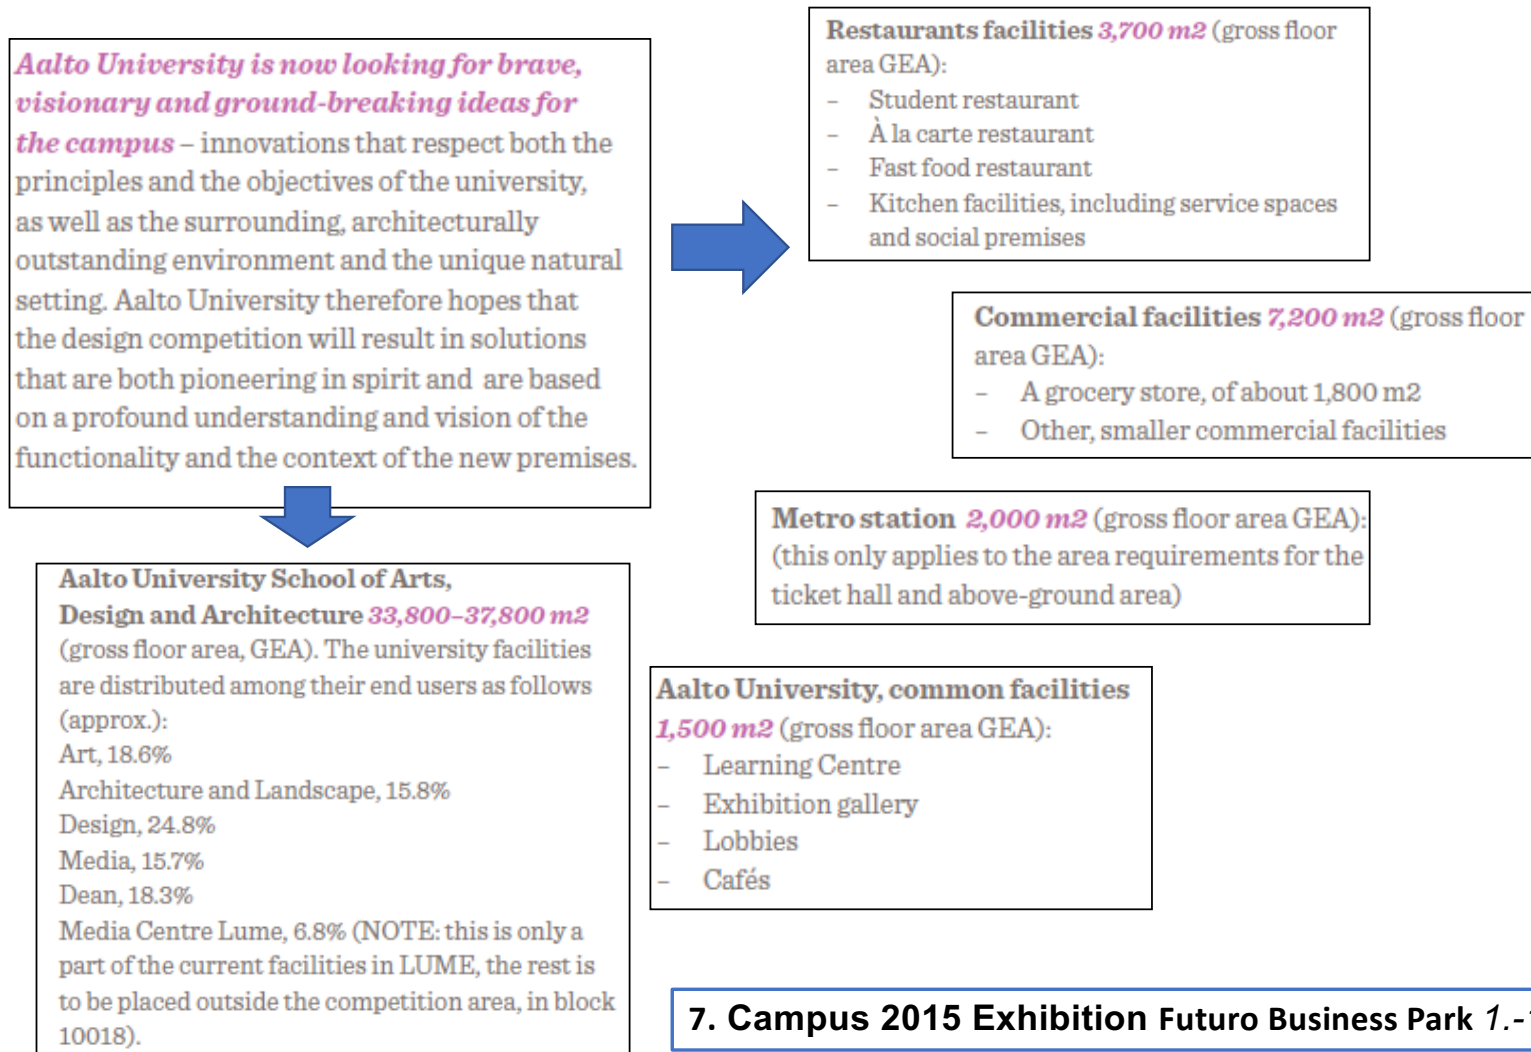 Aalto University is now looking for brave,
visionary and ground-breaking ideas for
the campus – innovations that respect both the
principles and the objectives of the university,
as well as the surrounding, architecturally
outstanding environment and the unique natural
setting. Aalto University therefore hopes that
the design competition will result in solutions
that are both pioneering in spirit and are based
on a profound understanding and vision of the
functionality and the context of the new premises.
Restaurants facilities 3,700 m2 (gross floor
area GEA):
– Student restaurant
– À la carte restaurant
– Fast food restaurant
– Kitchen facilities, including service spaces
and social premises
Commercial facilities 7,200 m2 (gross floor
area GEA):
– A grocery store, of about 1,800 m2
– Other, smaller commercial facilities
Metro station 2,000 m2 (gross floor area GEA):
(this only applies to the area requirements for the
ticket hall and above-ground area)
Aalto University School of Arts,
Design and Architecture 33,800–37,800 m2
(gross floor area, GEA). The university facilities
are distributed among their end users as follows
(approx.):
Art, 18.6%
Architecture and Landscape, 15.8%
Design, 24.8%
Media, 15.7%
Dean, 18.3%
Media Centre Lume, 6.8% (NOTE: this is only a
part of the current facilities in LUME, the rest is
to be placed outside the competition area, in block
10018).
Aalto University, common facilities
1,500 m2 (gross floor area GEA):
– Learning Centre
– Exhibition gallery
– Lobbies
– Cafés
7. Campus 2015 Exhibition Futuro Business Park 1.-